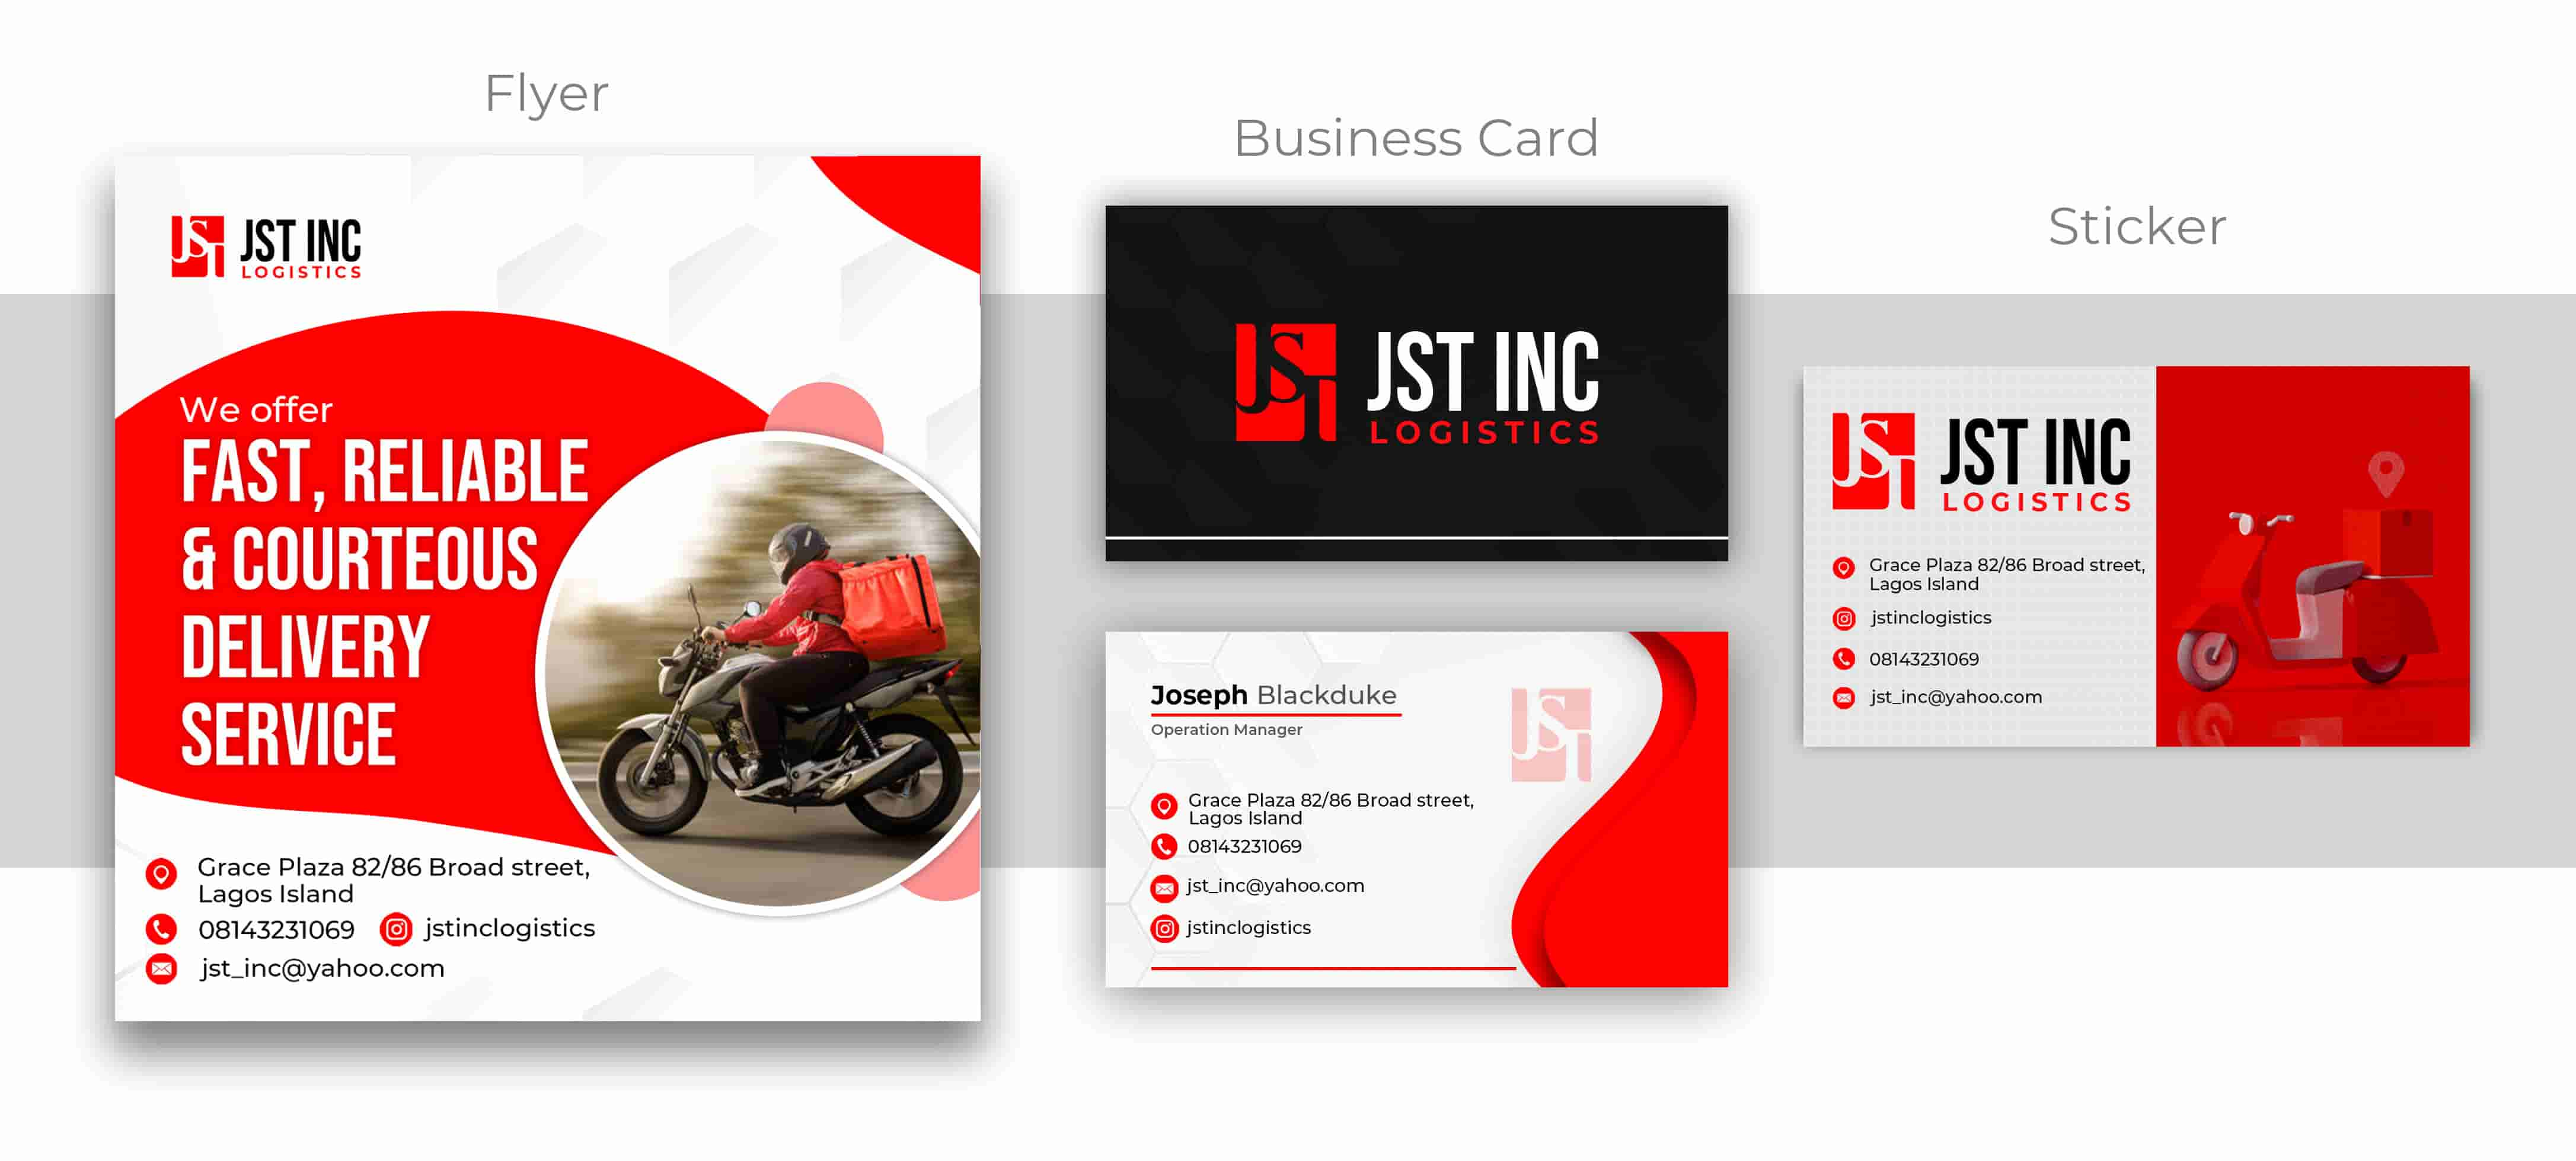 Flyer
JST INC
LOGISTICS
We offer
FAST, RELIABLE
& COURTEOUS
DELIVERY
SERVICE
Grace Plaza 82/86 Broad street,
Lagos Island
08143231069 jstinclogistics
jst_inc@yahoo.com
Business Card
JST INC
LOGISTICS
Joseph Blackduke
Operation Manager
Grace Plaza 82/86 Broad street,
Lagos Island
08143231069
jst_inc@yahoo.com
jstinclogistics
Sticker
JST INC
LOGISTICS
Grace Plaza 82/86 Broad street,
Lagos Island
jstinclogistics
08143231069
jst_inc@yahoo.com